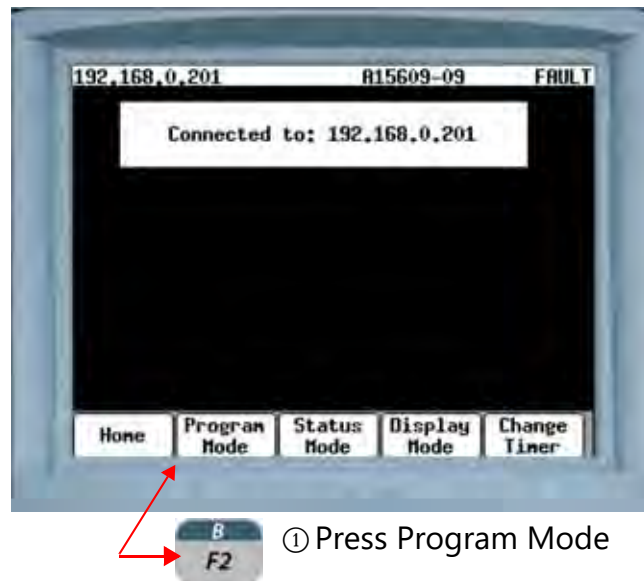 192.168.0.201 A15609-09 FAULT
Connected to: 192.168.0.201
Home Program Mode Status Mode Display Mode Change Timer
B
F2
① Press Program Mode